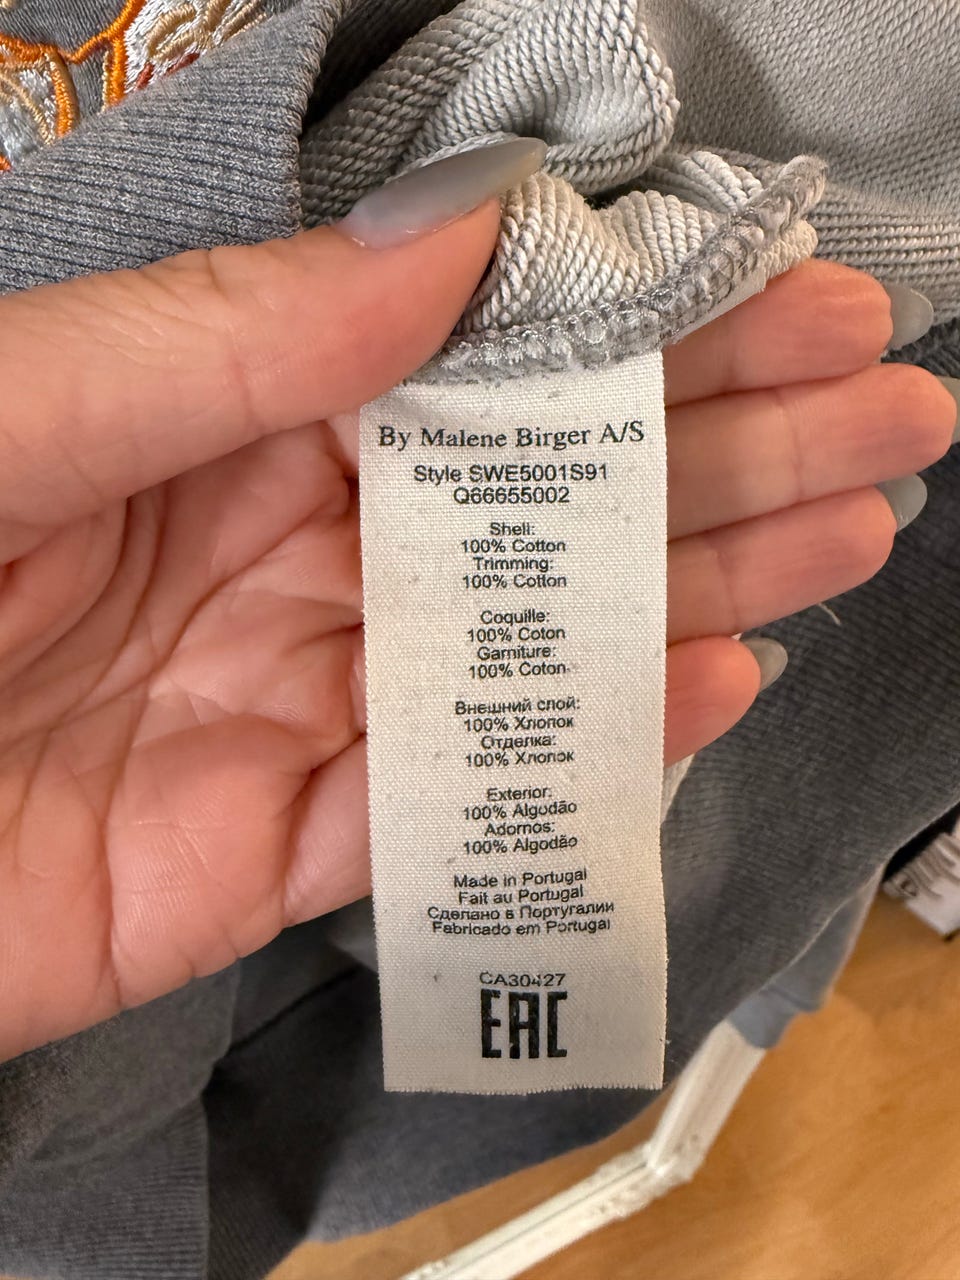 By Malene Birger A/S
Style SWE5001S91
Q66655002
Shell:
100% Cotton
Trimming:
100% Cotton
Coquille:
100% Coton
Garniture:
100% Coton
Внешний слой:
100% Хлопок
Отделка:
100% Хлопок
Exterior:
100% Algodão
Adornos:
100% Algodão
Made in Portugal
Fait au Portugal
Сделано в Португалии
Fabricado em Portugal
CA30427
EAC